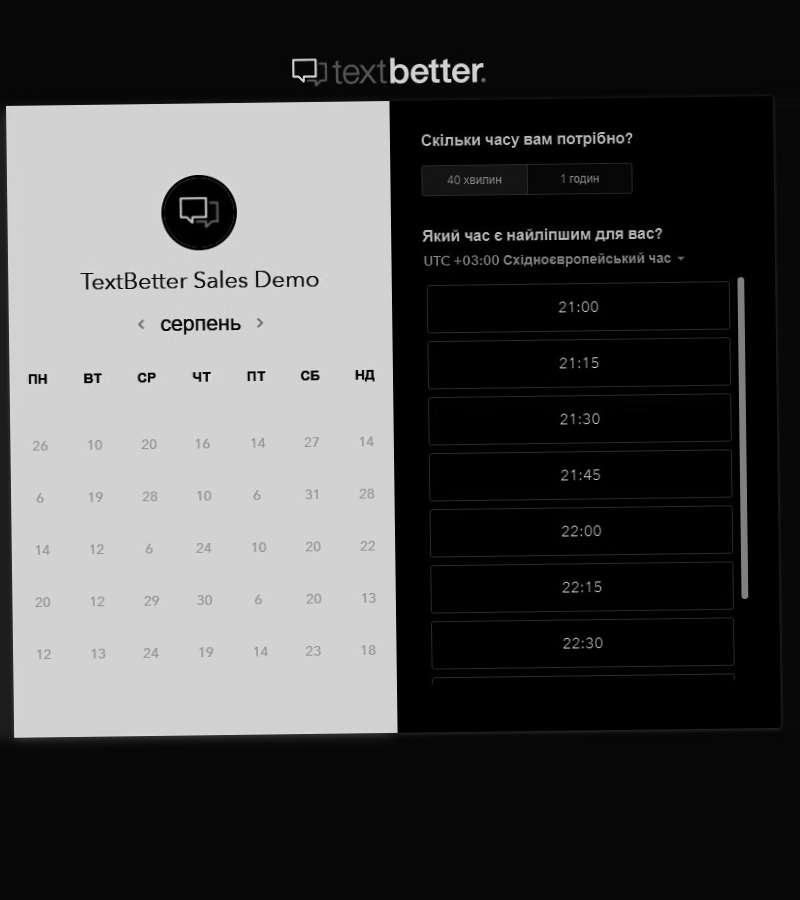 textbetter.
TextBetter Sales Demo
серпень
ПН ВТ СР ЧТ ПТ СБ НД
26 10 20 16 14 27 14
6 19 28 10 6 31 28
14 12 6 24 10 20 22
20 12 29 30 6 20 13
12 13 24 19 14 23 18
Скільки часу вам потрібно?
40 хвилин 1 годин
Який час є найліпшим для вас?
UTC +03:00 Східноєвропейський час
21:00
21:15
21:30
21:45
22:00
22:15
22:30